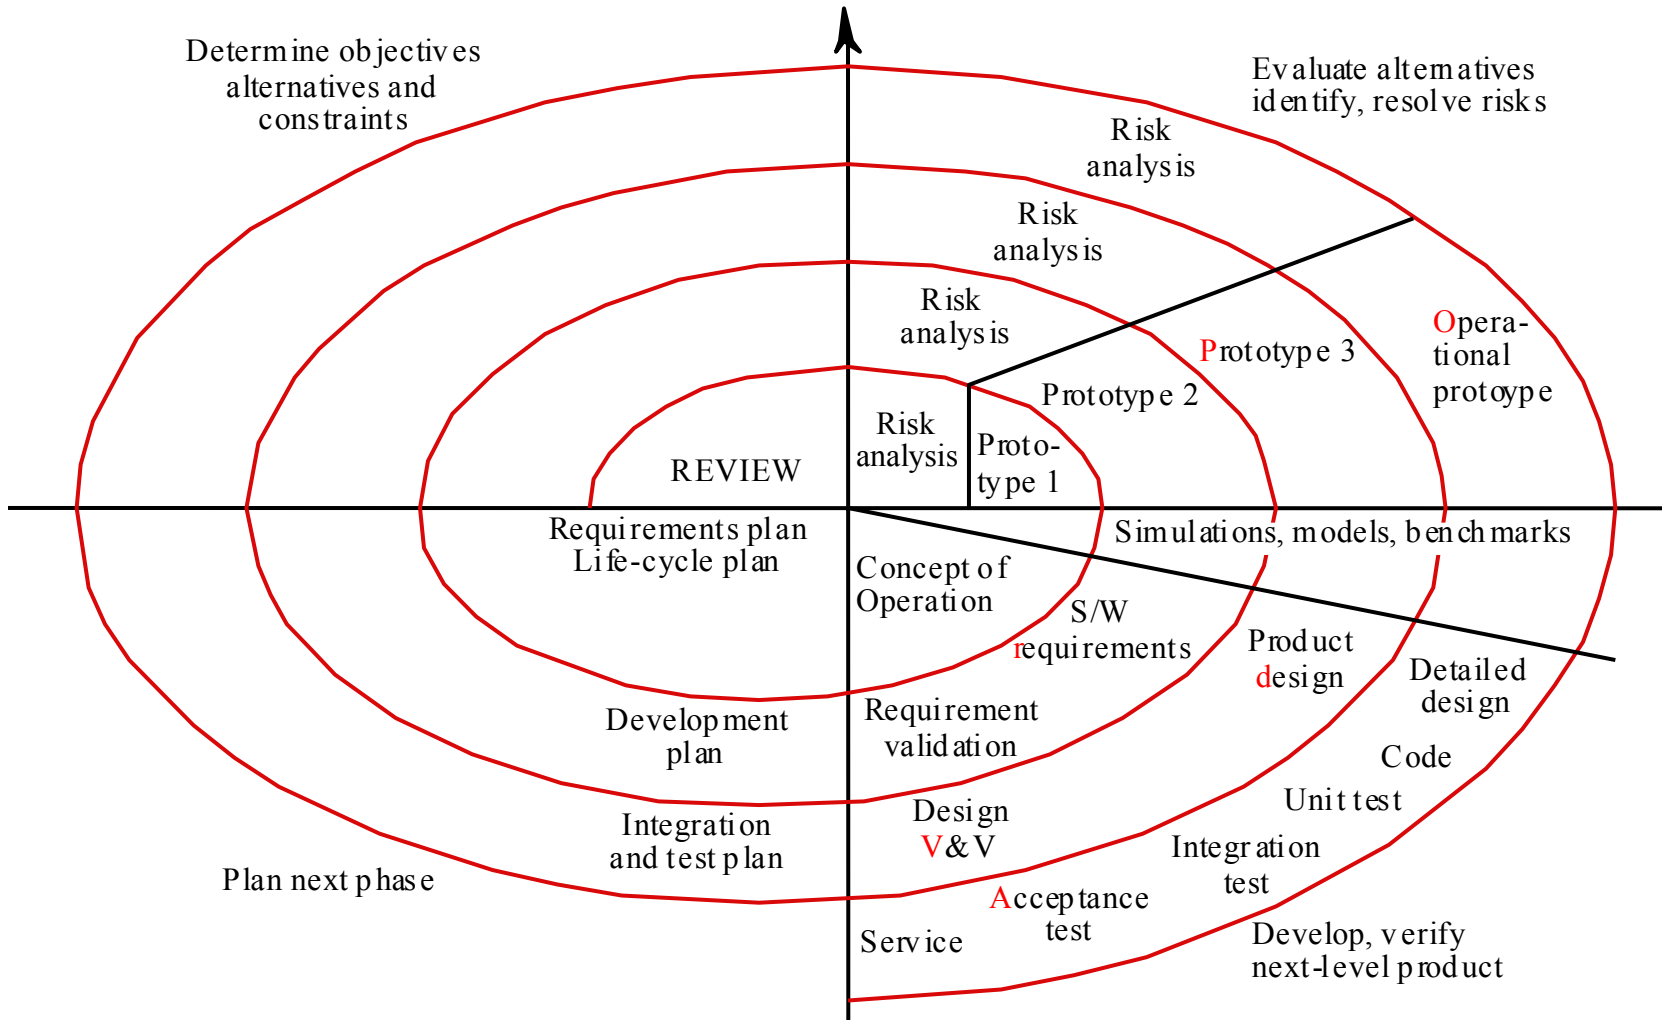 Determine objectives
alternatives and
constraints
Evaluate alternatives
identify, resolve risks
Risk
analysis
Risk
analysis
Risk
analysis
Risk
analysis
Opera-
tional
protoype
Prototype 3
Prototype 2
Proto-
type 1
REVIEW
Requirements plan
Life-cycle plan
Simulations, models, benchmarks
Concept of
Operation
S/W
requirements
Product
design
Detailed
design
Development
plan
Requirement
validation
Code
Unit test
Integration
and test plan
Design
V&V
Integration
test
Plan next phase
Acceptance
test
Service
Develop, verify
next-level product